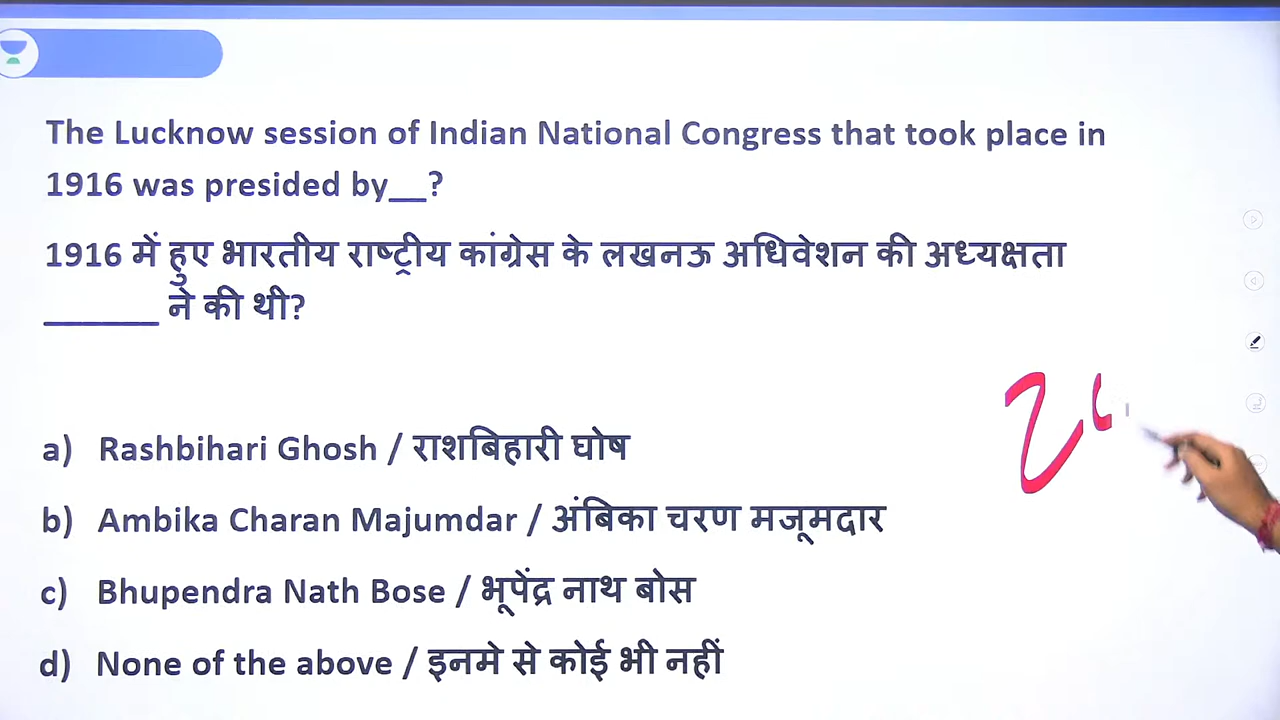 The Lucknow session of Indian National Congress that took place in
1916 was presided by__?
1916 में हुए भारतीय राष्ट्रीय कांग्रेस के लखनऊ अधिवेशन की अध्यक्षता
______ ने की थी?
a) Rashbihari Ghosh / राशबिहारी घोष
b) Ambika Charan Majumdar / अंबिका चरण मजूमदार
c) Bhupendra Nath Bose / भूपेंद्र नाथ बोस
d) None of the above / इनमे से कोई भी नहीं